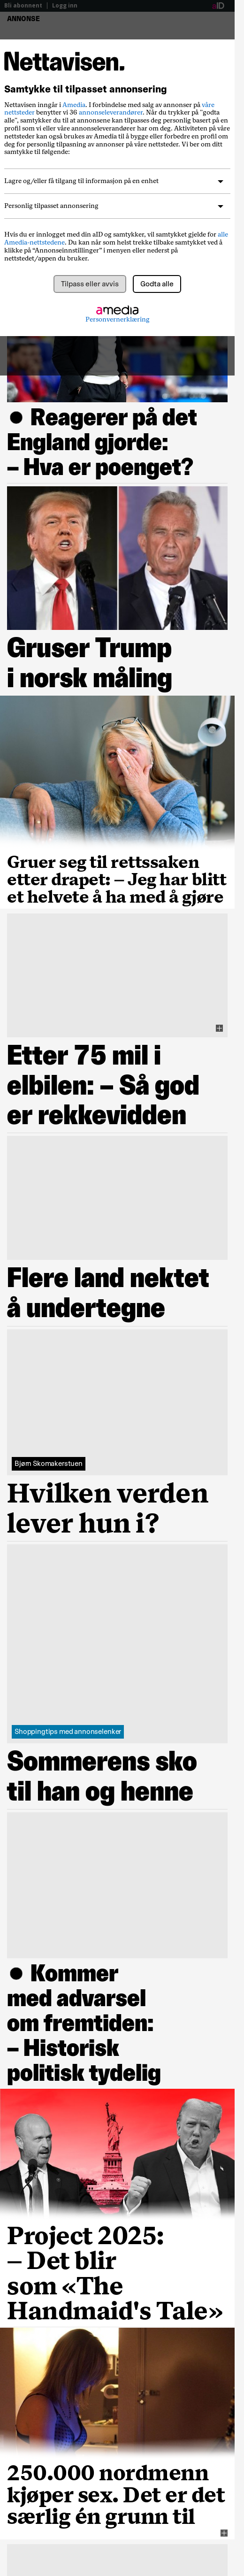 Bli abonnent | Logg inn
aID
ANNONSE
Nettavisen.
Samtykke til tilpasset annonsering
Nettavisen inngår i Amedia. I forbindelse med salg av annonser på våre
nettsteder benytter vi 36 annonseleverandører. Når du trykker på "godta
alle", samtykker du til at annonsene kan tilpasses deg personlig basert på en
profil som vi eller våre annonseleverandører har om deg. Aktiviteten på våre
nettsteder kan også brukes av Amedia til å bygge eller forbedre en profil om
deg for personlig tilpasning av annonser på våre nettsteder. Vi ber om ditt
samtykke til følgende:
Lagre og/eller få tilgang til informasjon på en enhet
Personlig tilpasset annonsering
Hvis du er innlogget med din aID og samtykker, vil samtykket gjelde for alle
Amedia-nettstedene. Du kan når som helst trekke tilbake samtykket ved å
klikke på “Annonseinnstillinger” i menyen eller nederst på
nettstedet/appen du bruker.
Tilpass eller avvis
Godta alle
amedia
Personvernerklæring
● Reagerer på det
England gjorde:
– Hva er poenget?
Gruser Trump
i norsk måling
Gruer seg til rettssaken
etter drapet: – Jeg har blitt
et helvete å ha med å gjøre
Etter 75 mil i
elbilen: – Så god
er rekkevidden
Flere land nektet
å undertegne
Bjørn Skomakerstuen
Hvilken verden
lever hun i?
Shoppingtips med annonselenker
Sommerens sko
til han og henne
● Kommer
med advarsel
om fremtiden:
– Historisk
politisk tydelig
Project 2025:
– Det blir
som «The
Handmaid's Tale»
250.000 nordmenn
kjøper sex. Det er det
særlig én grunn til